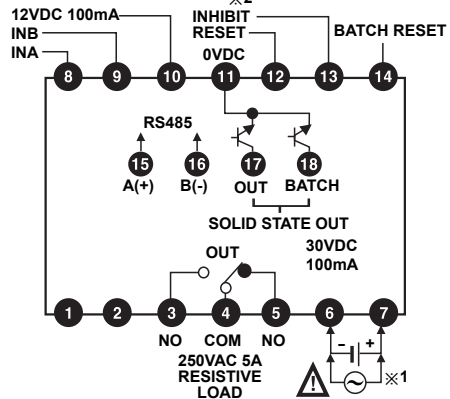 ※2
12VDC 100mA
INHIBIT
INB
RESET
BATCH RESET
INA
0VDC
8 9 10 11 12 13 14
RS485
15 16 17 18
A(+) B(-) OUT BATCH
SOLID STATE OUT
30VDC
100mA
OUT
1 2 3 4 5 6 7
NO COM NO
- +
250VAC 5A
RESISTIVE
LOAD
! ※1